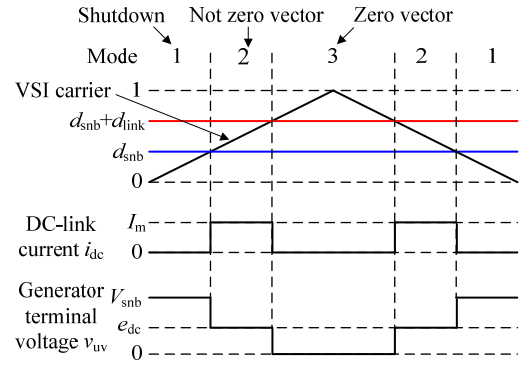 Shutdown Not zero vector Zero vector
Mode 1 2 3 2 1
VSI carrier 1
dsnb+dlink
dsnb
0
DC-link current idc
Im
0
Generator terminal voltage vuv
Vsnb
edc
0